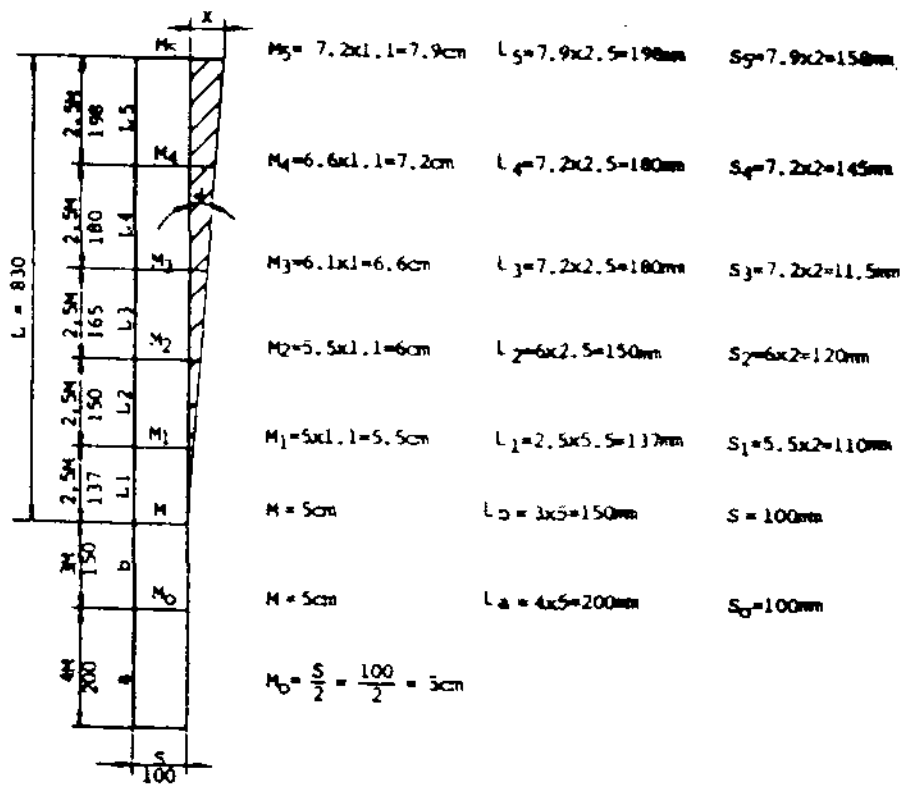 X
M5
M5= 7.2x1.1=7.9cm L5=7.9x2.5=198mm S5=7.9x2=158mm
2.5M
198
L5
M4
M4=6.6x1.1=7.2cm L4=7.2x2.5=180mm S4=7.2x2=145mm
2.5M
180
L4
M3
M3=6.1x1=6.6cm L3=7.2x2.5=180mm S3=7.2x2=11.5mm
L = 830
2.5M
165
L3
M2
M2=5.5x1.1=6cm L2=6x2.5=150mm S2=6x2=120mm
2.5M
150
L2
M1
M1=5x1.1=5.5cm L1=2.5x5.5=137mm S1=5.5x2=110mm
2,5M
137
L1
M
M = 5cm Lb = 3x5=150mm S = 100mm
3M
150
b
M0
M = 5cm La = 4x5=200mm S0=100mm
4M
200
a
M0= S/2 = 100/2 = 5cm
S
100